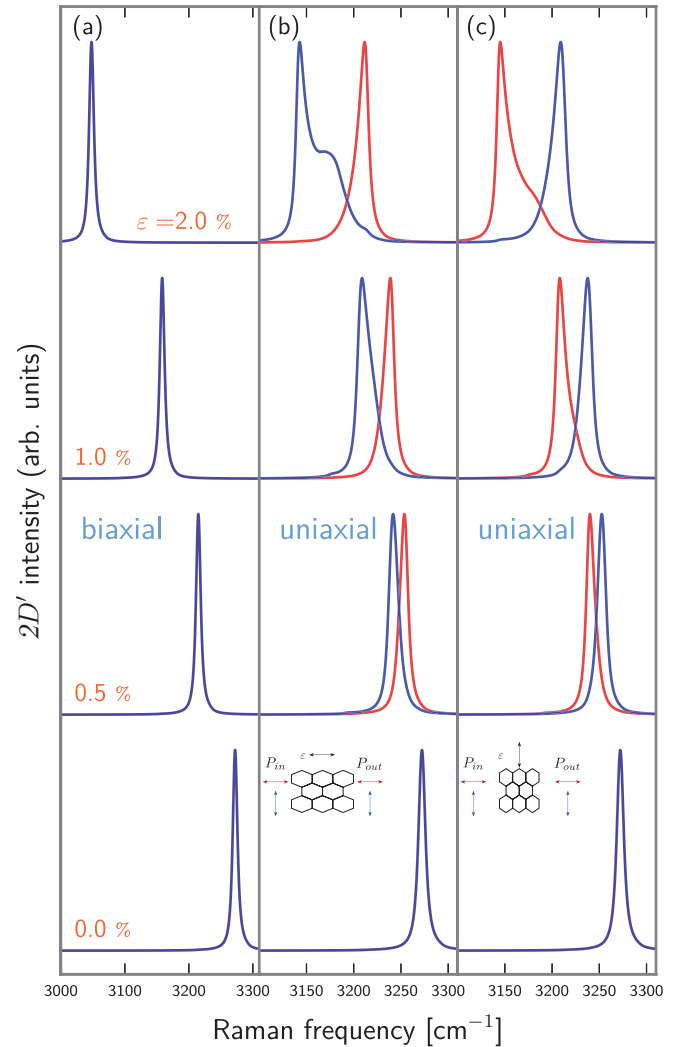 (a) (b) (c)
ε =2.0 %
1.0 %
biaxial uniaxial uniaxial
0.5 %
ε ε
P_in P_out P_in P_out
0.0 %
2D′ intensity (arb. units)
3000 3100 3200 3300 3150 3200 3250 3300 3150 3200 3250 3300
Raman frequency [cm⁻¹]